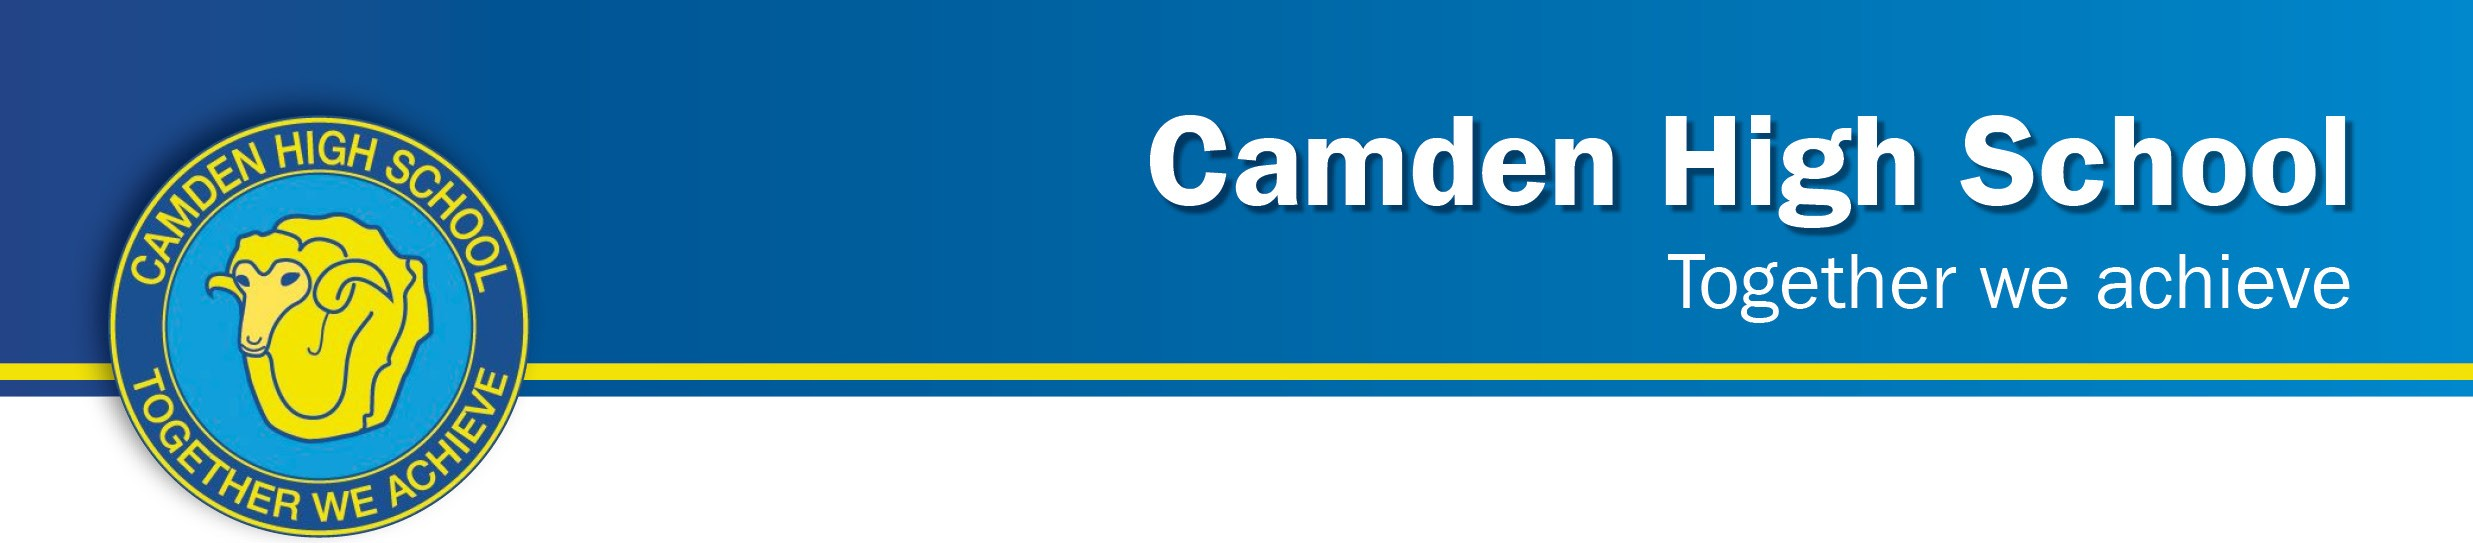 CAMDEN HIGH SCHOOL
TOGETHER WE ACHIEVE
Camden High School
Together we achieve